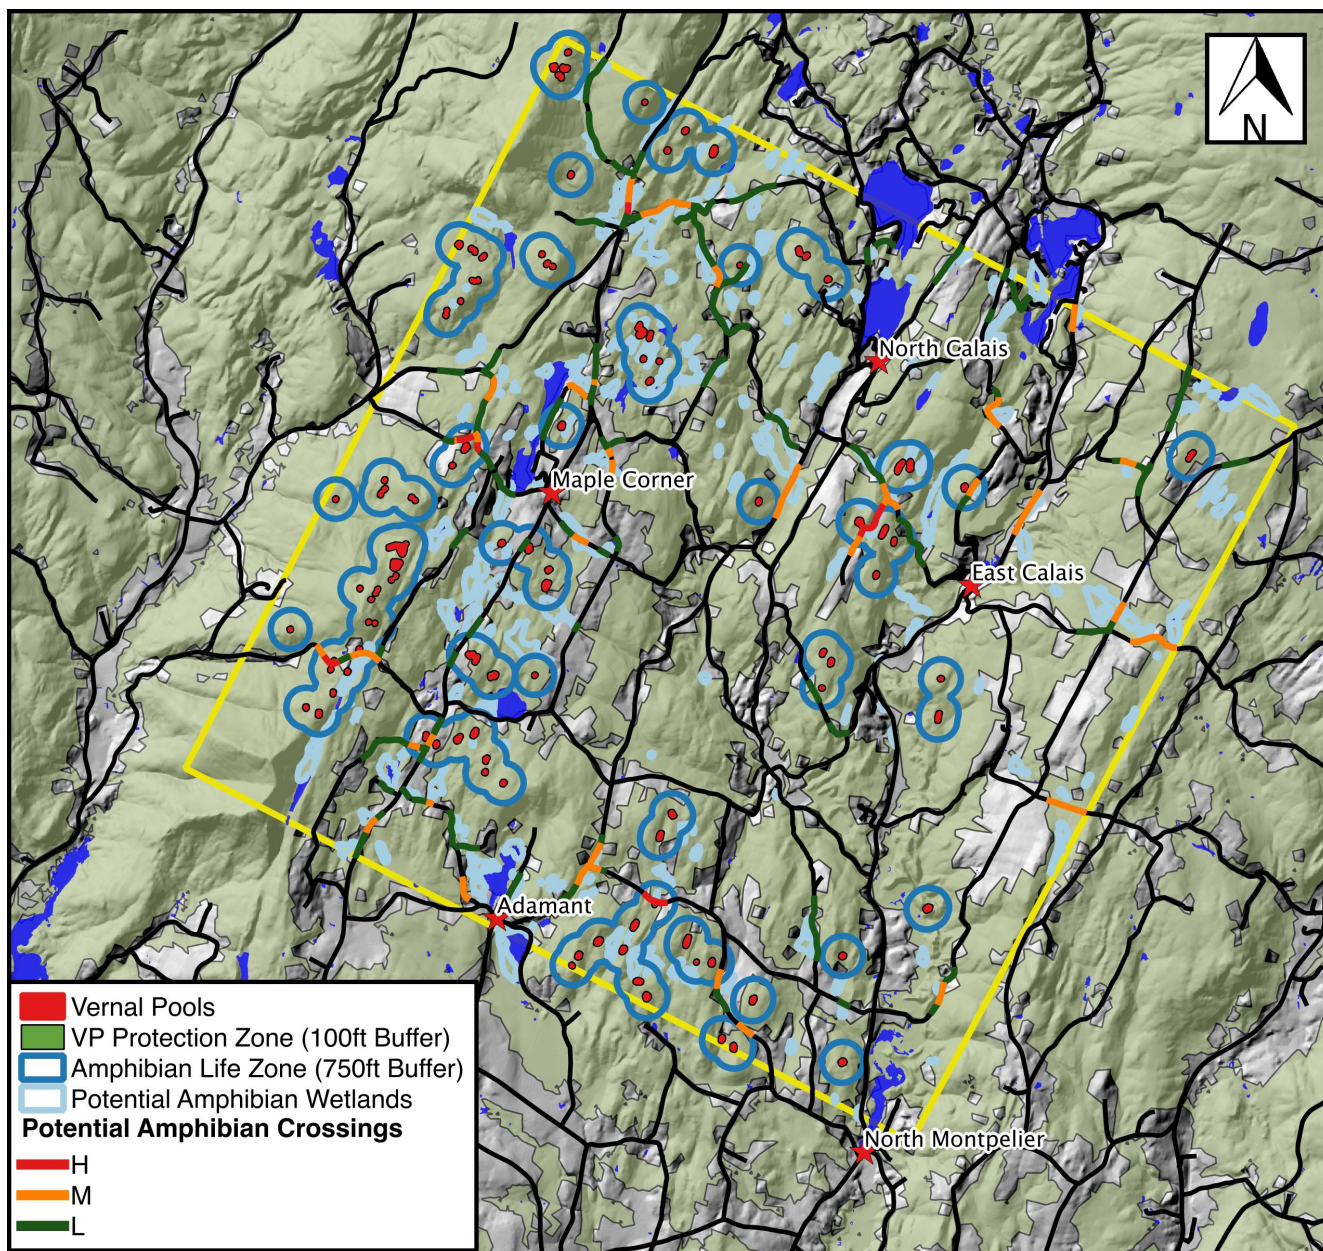 N
North Calais
Maple Corner
East Calais
Adamant
North Montpelier
Vernal Pools
VP Protection Zone (100ft Buffer)
Amphibian Life Zone (750ft Buffer)
Potential Amphibian Wetlands
Potential Amphibian Crossings
H
M
L